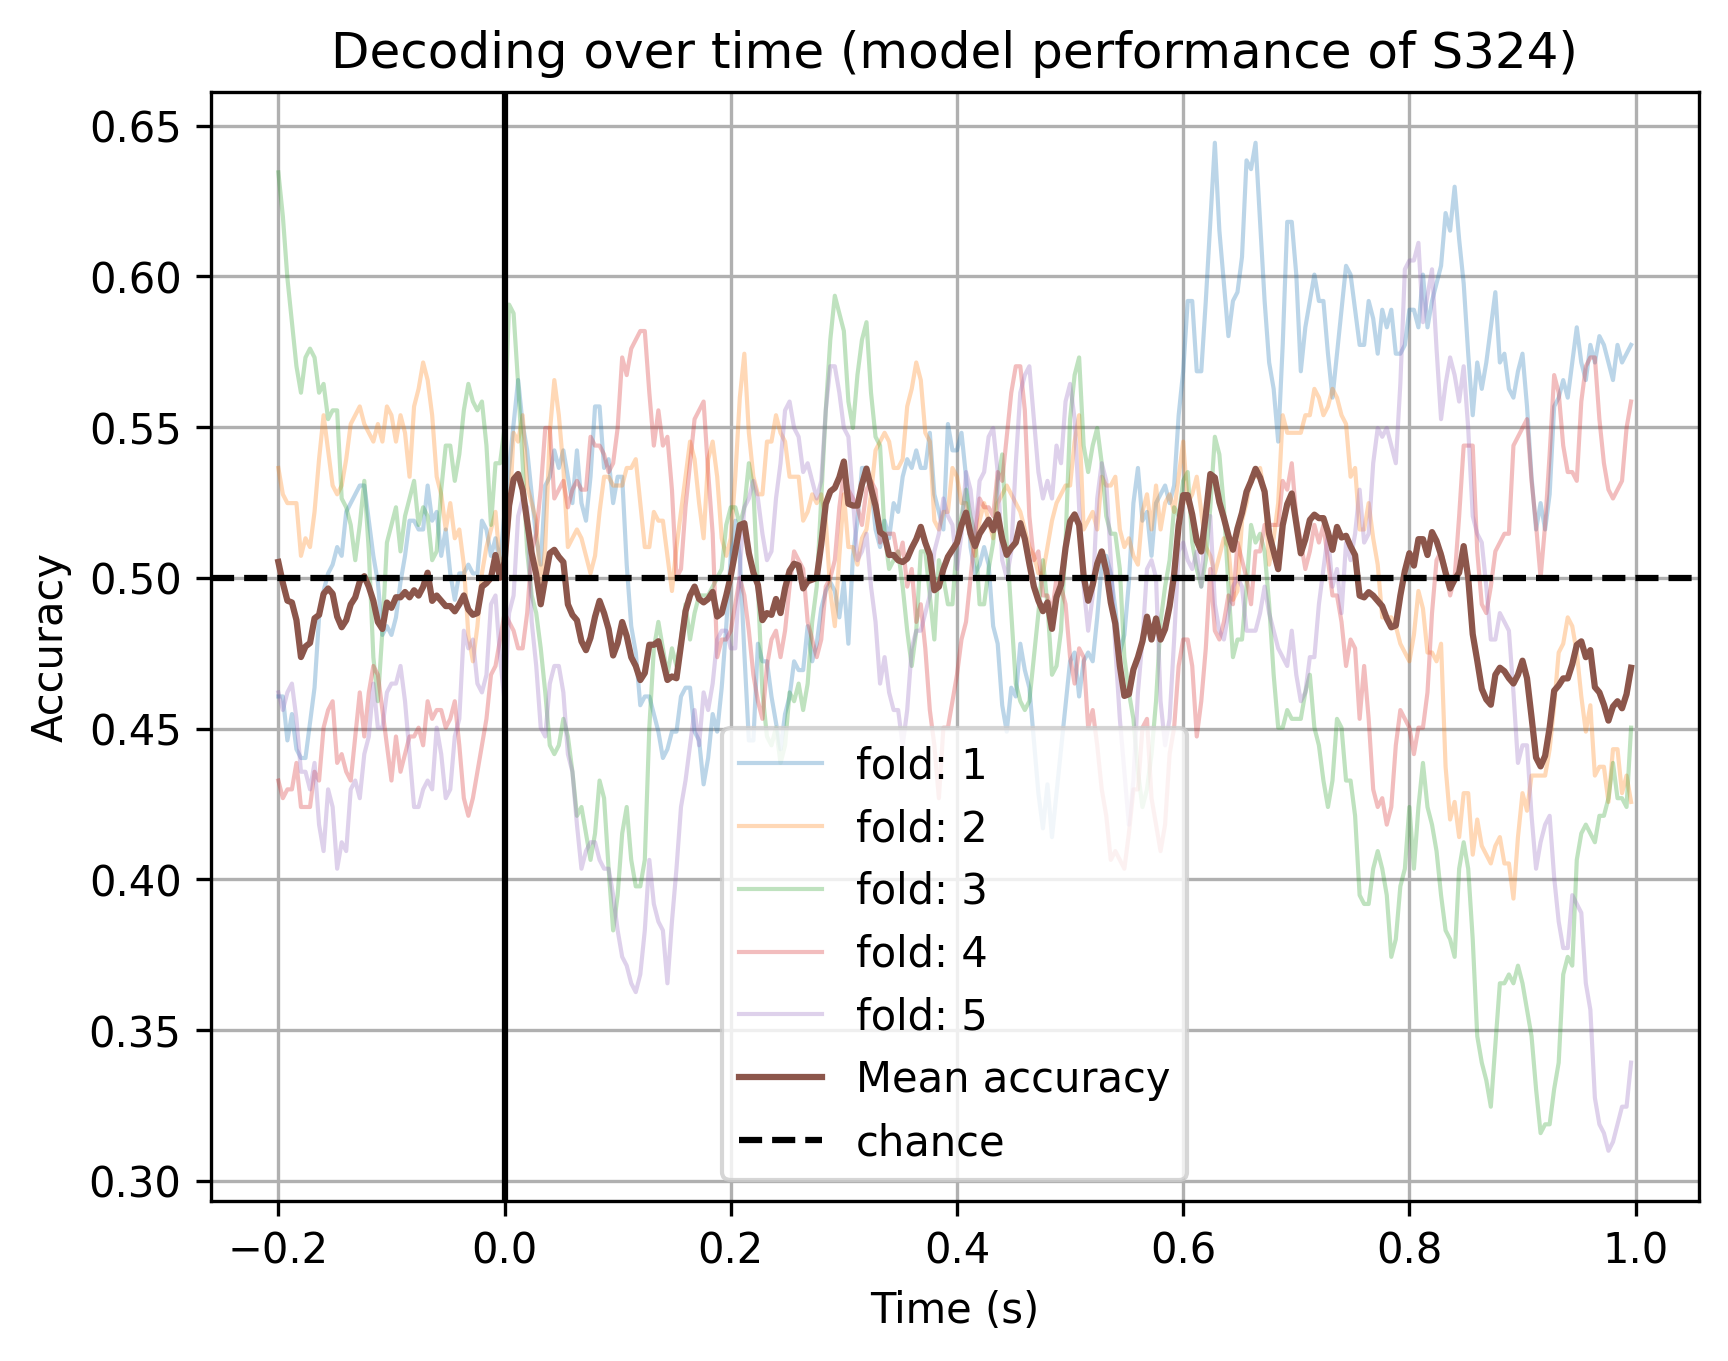 Decoding over time (model performance of S324)
Accuracy
0.65
0.60
0.55
0.50
0.45
0.40
0.35
0.30
fold: 1
fold: 2
fold: 3
fold: 4
fold: 5
Mean accuracy
chance
−0.2 0.0 0.2 0.4 0.6 0.8 1.0
Time (s)